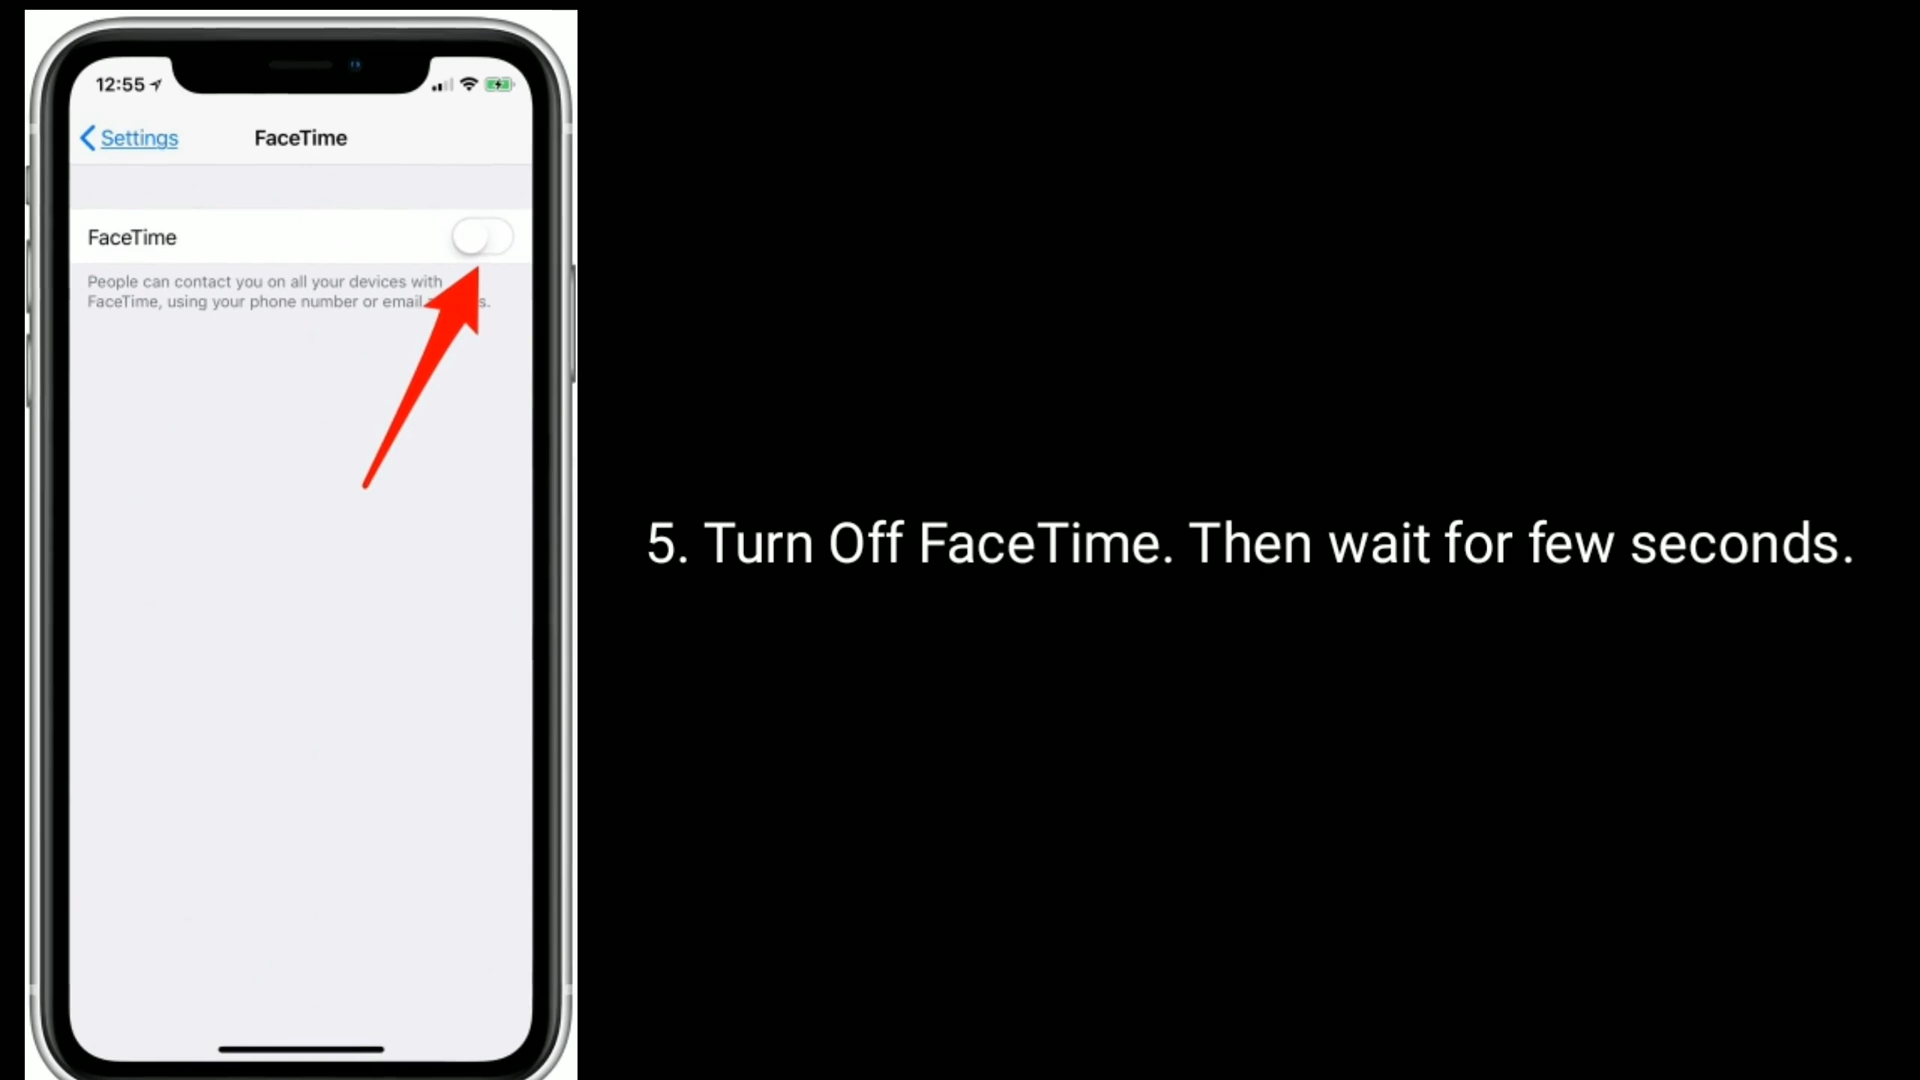 12:55
Settings
FaceTime
FaceTime
People can contact you on all your devices with
FaceTime, using your phone number or email
5. Turn Off FaceTime. Then wait for few seconds.